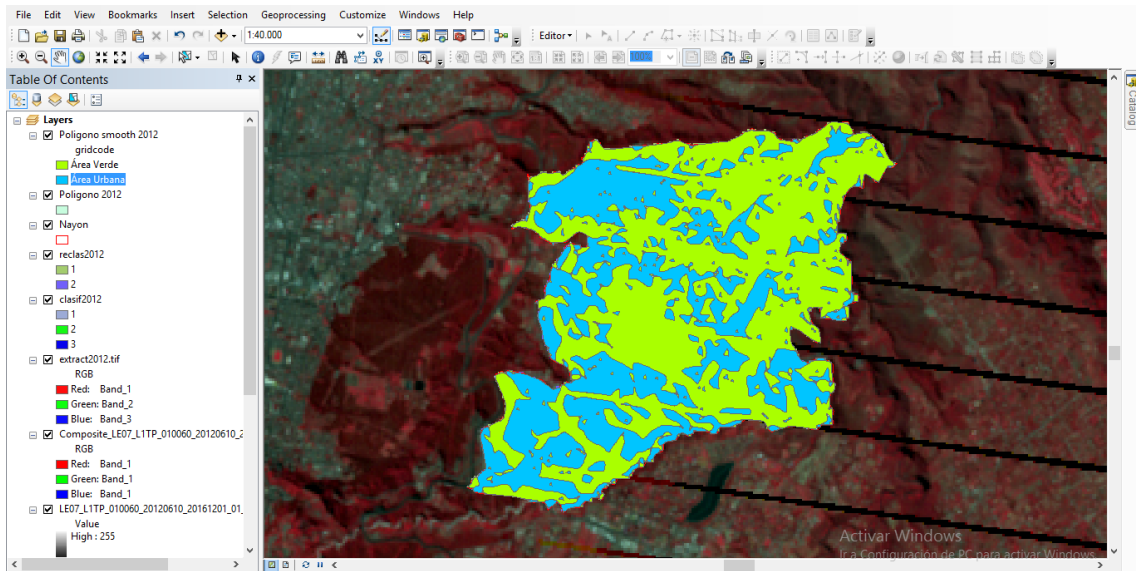 File Edit View Bookmarks Insert Selection Geoprocessing Customize Windows Help
1:40.000
Editor
100%
Table Of Contents
Layers
Poligono smooth 2012
gridcode
Área Verde
Área Urbana
Poligono 2012
Nayon
reclas2012
1
2
clasif2012
1
2
3
extract2012.tif
RGB
Red: Band_1
Green: Band_2
Blue: Band_3
Composite_LE07_L1TP_010060_20120610_2
RGB
Red: Band_1
Green: Band_1
Blue: Band_1
LE07_L1TP_010060_20120610_20161201_01_
Value
High : 255
Catalog
Activar Windows
Ir a Configuración de PC para activar Windows.